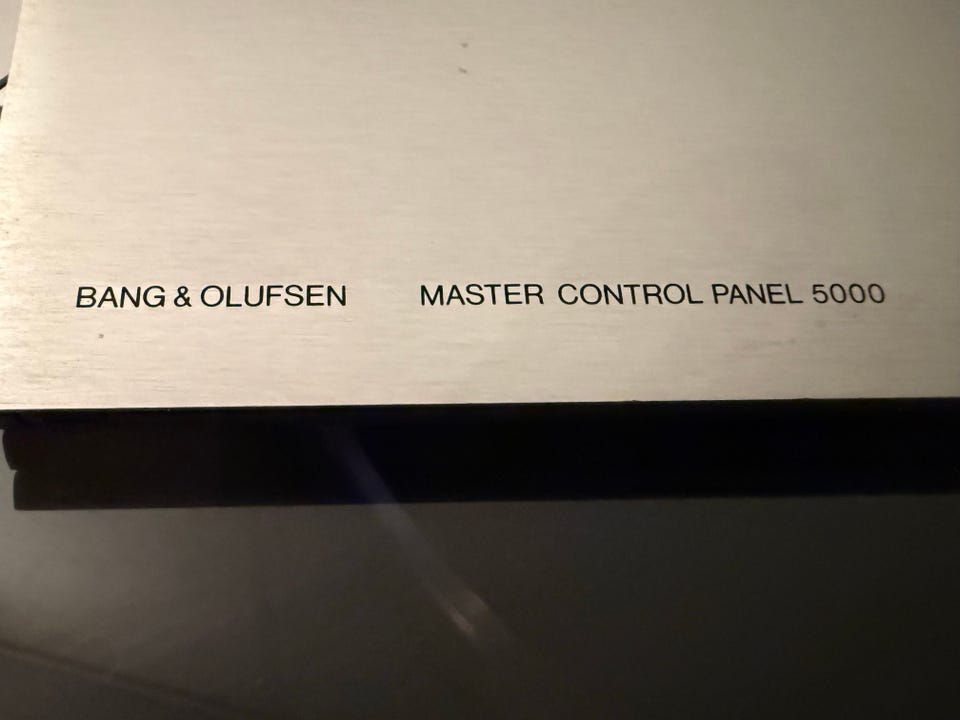 BANG & OLUFSEN MASTER CONTROL PANEL 5000